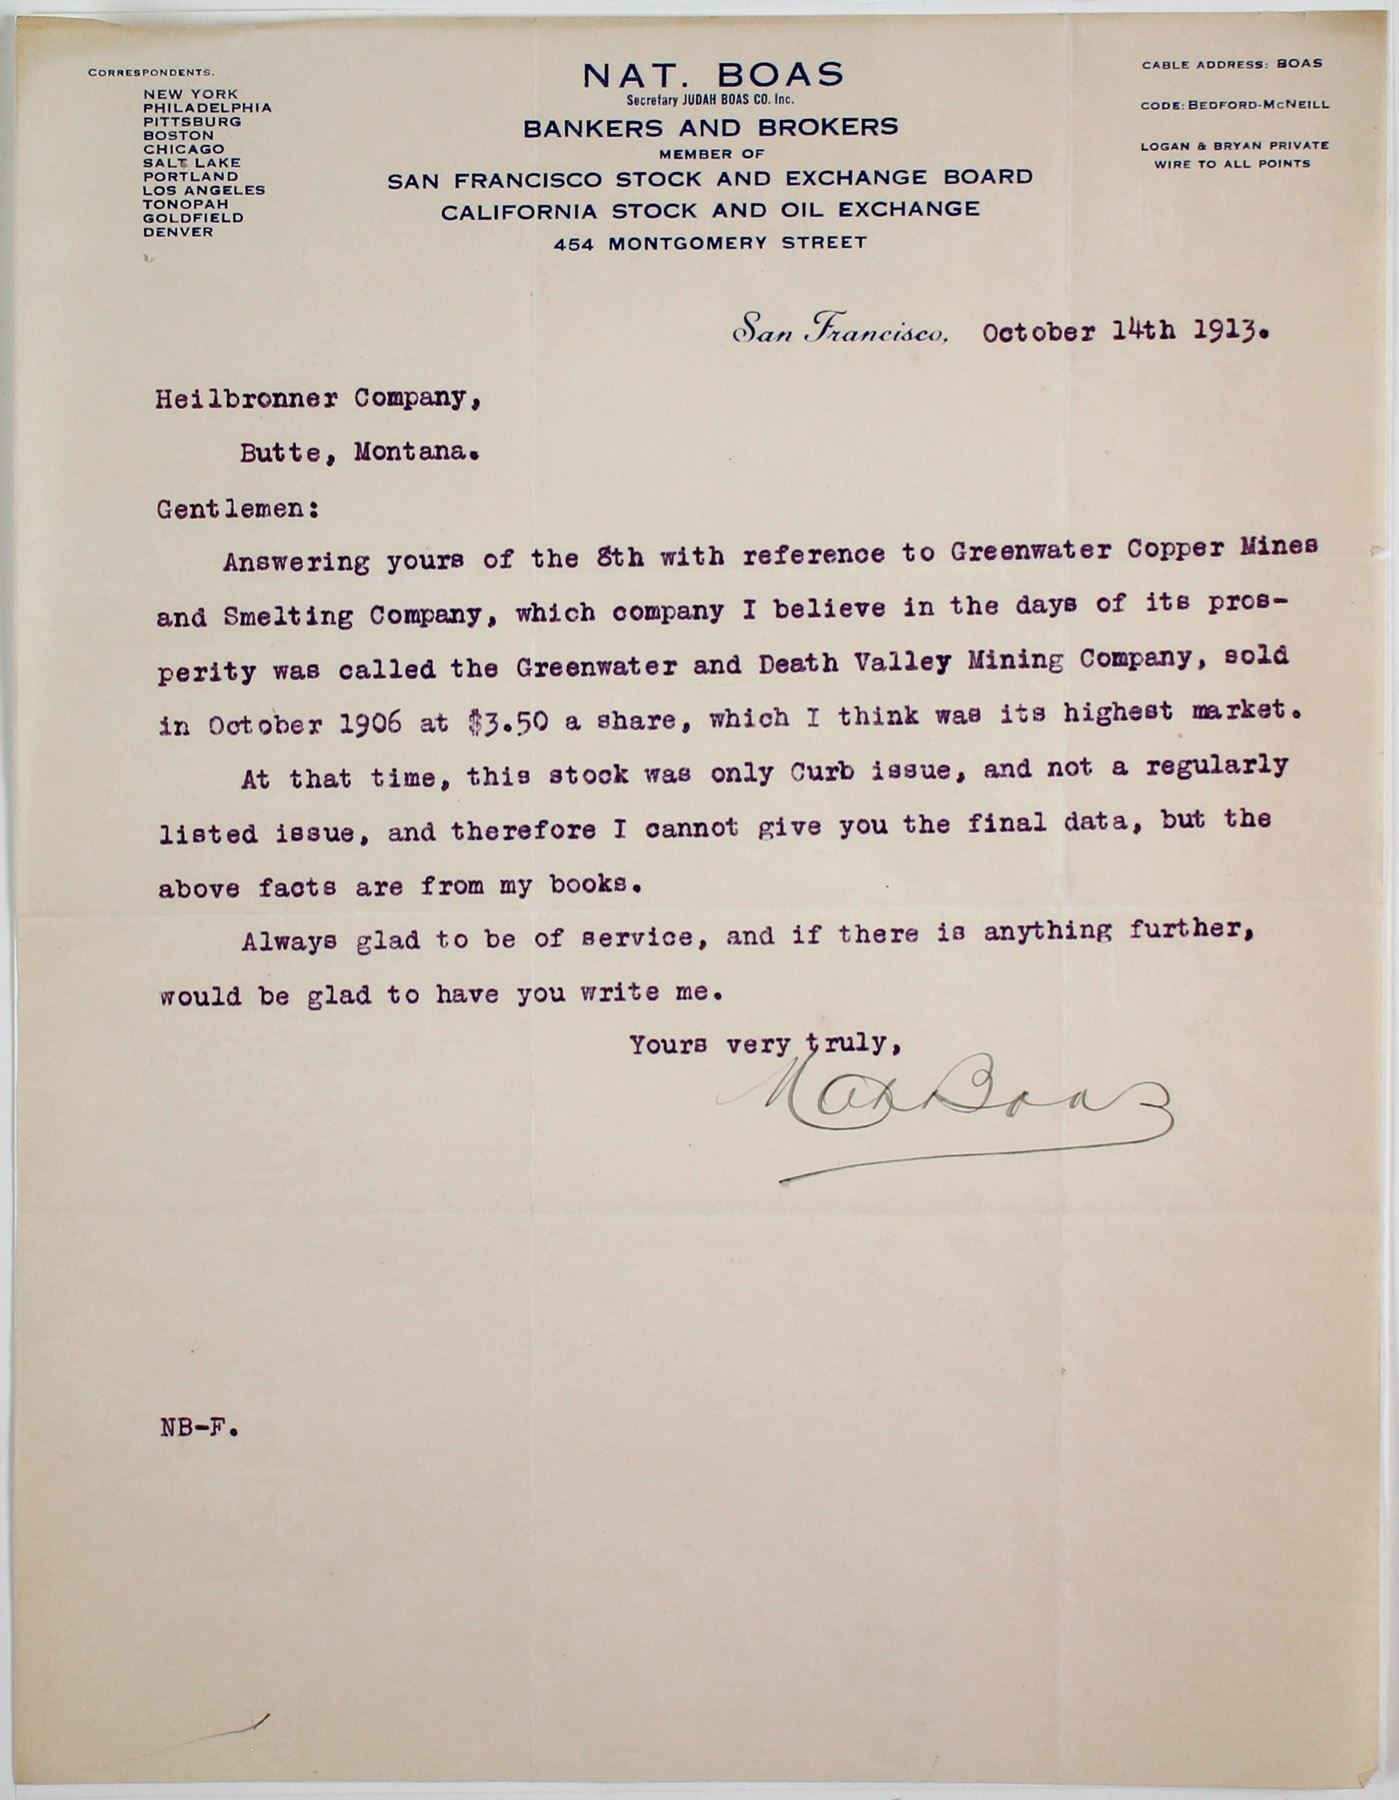 CORRESPONDENTS.
NEW YORK
PHILADELPHIA
PITTSBURG
BOSTON
CHICAGO
SALT LAKE
PORTLAND
LOS ANGELES
TONOPAH
GOLDFIELD
DENVER
NAT. BOAS
Secretary JUDAH BOAS CO. Inc.
BANKERS AND BROKERS
MEMBER OF
SAN FRANCISCO STOCK AND EXCHANGE BOARD
CALIFORNIA STOCK AND OIL EXCHANGE
454 MONTGOMERY STREET
CABLE ADDRESS: BOAS
CODE: BEDFORD-MCNEILL
LOGAN & BRYAN PRIVATE
WIRE TO ALL POINTS
San Francisco, October 14th 1913.
Heilbronner Company,
Butte, Montana.
Gentlemen:
Answering yours of the 8th with reference to Greenwater Copper Mines
and Smelting Company, which company I believe in the days of its pros-
perity was called the Greenwater and Death Valley Mining Company, sold
in October 1906 at $3.50 a share, which I think was its highest market.
At that time, this stock was only Curb issue, and not a regularly
listed issue, and therefore I cannot give you the final data, but the
above facts are from my books.
Always glad to be of service, and if there is anything further,
would be glad to have you write me.
Yours very truly,
Nat Boas
NB-F.